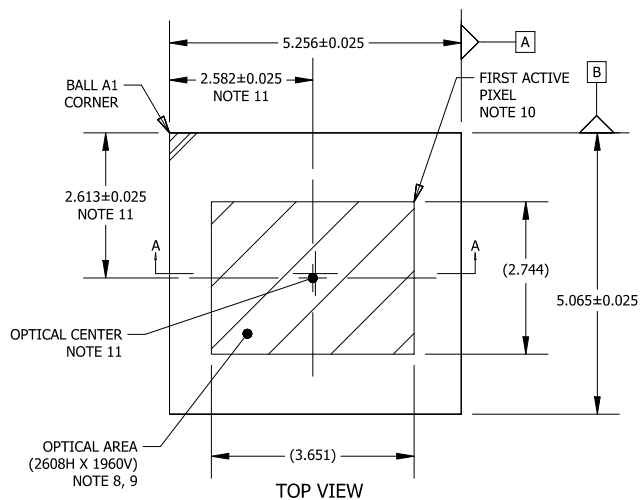 5.256±0.025
A
2.582±0.025
NOTE 11
B
BALL A1
CORNER
FIRST ACTIVE
PIXEL
NOTE 10
2.613±0.025
NOTE 11
A
A
(2.744)
5.065±0.025
OPTICAL CENTER
NOTE 11
OPTICAL AREA
(2608H X 1960V)
NOTE 8, 9
(3.651)
TOP VIEW